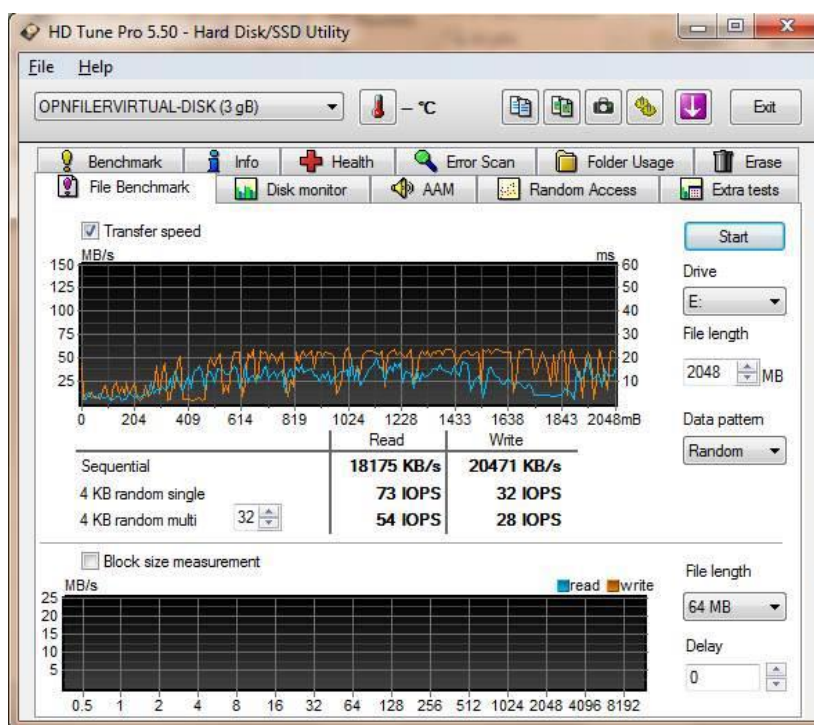 HD Tune Pro 5.50 - Hard Disk/SSD Utility
File Help
OPNFILERVIRTUAL-DISK (3 gB) – °C Exit
Benchmark Info Health Error Scan Folder Usage Erase
File Benchmark Disk monitor AAM Random Access Extra tests
Transfer speed Start
MB/s ms
150 60
125 50
100 40
75 30
50 20
25 10
0 204 409 614 819 1024 1228 1433 1638 1843 2048mB
Drive
E:
File length
2048 MB
Data pattern
Random
Read Write
Sequential 18175 KB/s 20471 KB/s
4 KB random single 73 IOPS 32 IOPS
4 KB random multi 32 54 IOPS 28 IOPS
Block size measurement
MB/s read write
25
20
15
10
5
0.5 1 2 4 8 16 32 64 128 256 512 1024 2048 4096 8192
File length
64 MB
Delay
0